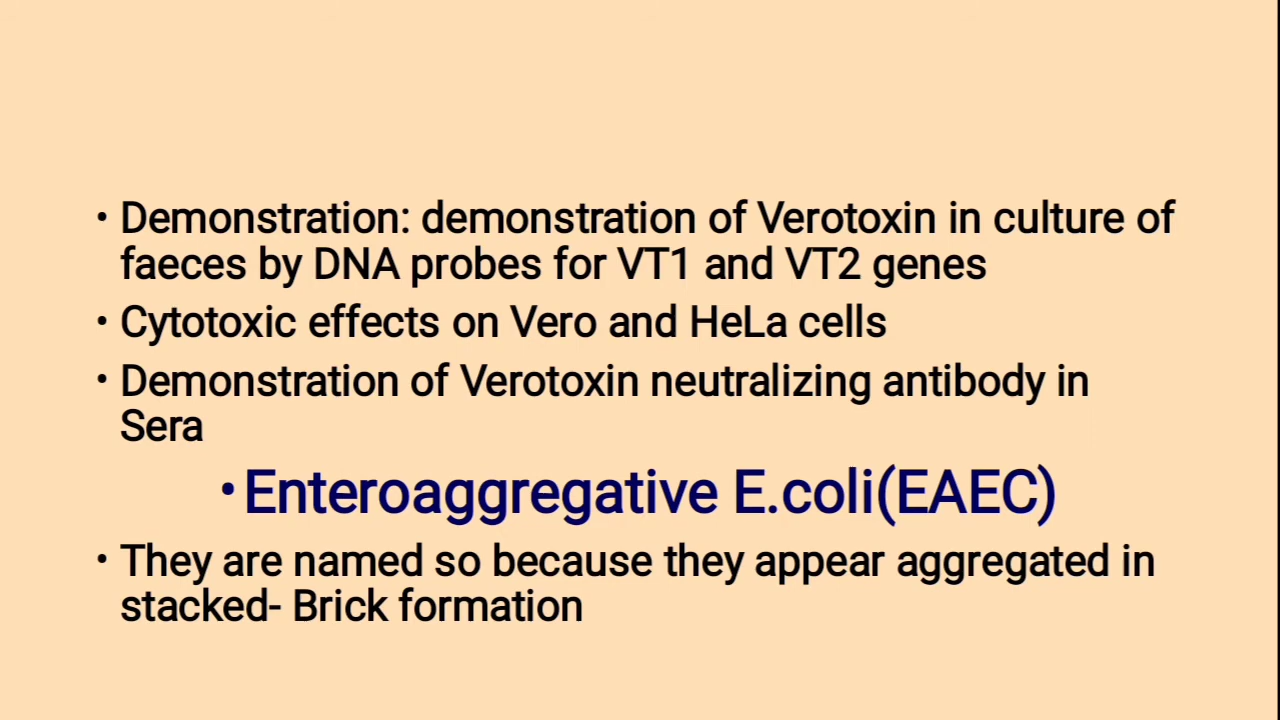 • Demonstration: demonstration of Verotoxin in culture of
faeces by DNA probes for VT1 and VT2 genes
• Cytotoxic effects on Vero and HeLa cells
• Demonstration of Verotoxin neutralizing antibody in
Sera
• Enteroaggregative E.coli(EAEC)
• They are named so because they appear aggregated in
stacked- Brick formation